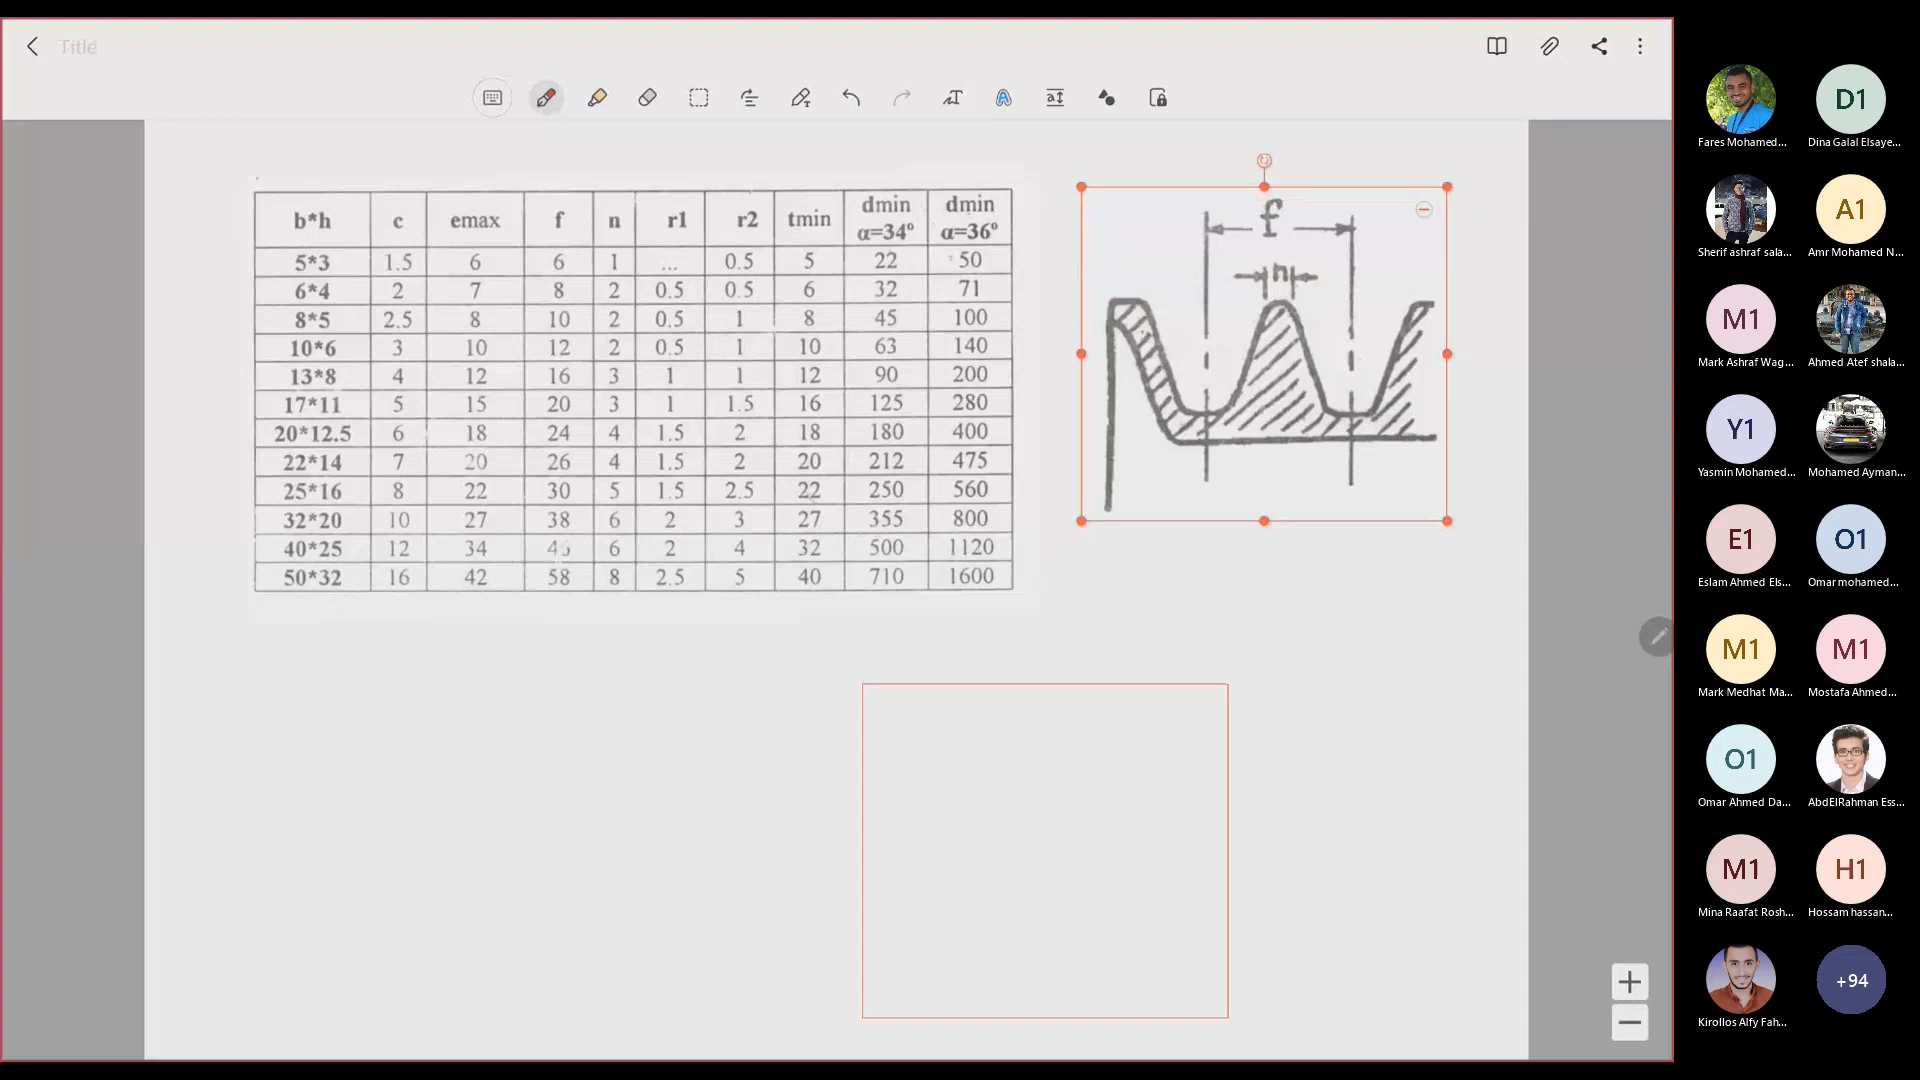 Title
b*h c emax f n r1 r2 tmin dmin α=34° dmin α=36°
5*3 1.5 6 6 1 ... 0.5 5 22 50
6*4 2 7 8 2 0.5 0.5 6 32 71
8*5 2.5 8 10 2 0.5 1 8 45 100
10*6 3 10 12 2 0.5 1 10 63 140
13*8 4 12 16 3 1 1 12 90 200
17*11 5 15 20 3 1 1.5 16 125 280
20*12.5 6 18 24 4 1.5 2 18 180 400
22*14 7 20 26 4 1.5 2 20 212 475
25*16 8 22 30 5 1.5 2.5 22 250 560
32*20 10 27 38 6 2 3 27 355 800
40*25 12 34 6 2 4 32 500 1120
50*32 16 42 58 8 2.5 5 40 710 1600
f
n
D1
Fares Mohamed... Dina Galal Elsaye...
A1
Sherif ashraf sala... Amr Mohamed N...
M1
Mark Ashraf Wag... Ahmed Atef shala...
Y1
Yasmin Mohamed... Mohamed Ayman...
E1 O1
Eslam Ahmed Els... Omar mohamed...
M1 M1
Mark Medhat Ma... Mostafa Ahmed...
O1
Omar Ahmed Da... AbdElRahman Ess...
M1 H1
Mina Raafat Rosh... Hossam hassan...
+94
Kirollos Alfy Fah...